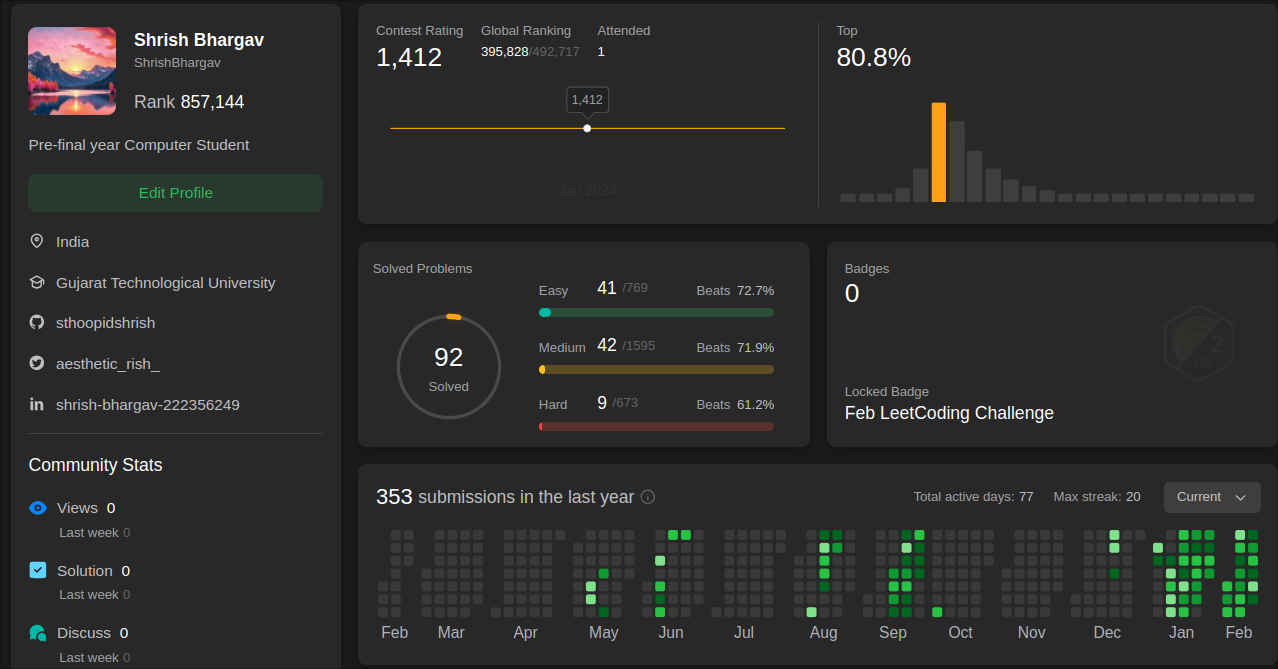 Shrish Bhargav
ShrishBhargav
Rank 857,144
Pre-final year Computer Student
Edit Profile
India
Gujarat Technological University
sthoopidshrish
aesthetic_rish_
shrish-bhargav-222356249
Community Stats
Views 0
Last week 0
Solution 0
Last week 0
Discuss 0
Last week 0
Contest Rating Global Ranking Attended
1,412 395,828/492,717 1
1,412
Jan 2024
Top
80.8%
Solved Problems
92
Solved
Easy 41 /769 Beats 72.7%
Medium 42 /1595 Beats 71.9%
Hard 9 /673 Beats 61.2%
Badges
0
2
FEB
Locked Badge
Feb LeetCoding Challenge
353 submissions in the last year
Total active days: 77 Max streak: 20 Current
Feb Mar Apr May Jun Jul Aug Sep Oct Nov Dec Jan Feb